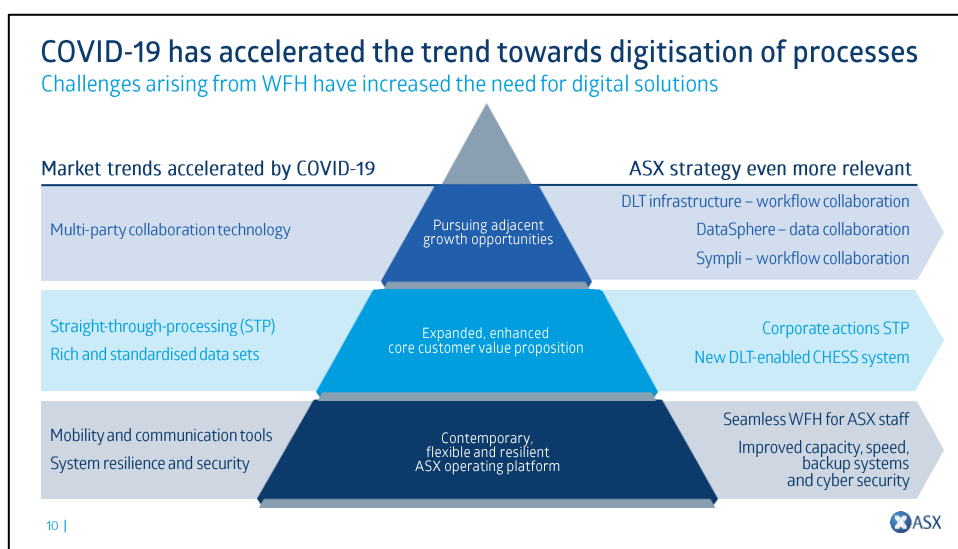 COVID-19 has accelerated the trend towards digitisation of processes
Challenges arising from WFH have increased the need for digital solutions
Market trends accelerated by COVID-19
ASX strategy even more relevant
Multi-party collaboration technology
Pursuing adjacent
growth opportunities
DLT infrastructure – workflow collaboration
DataSphere – data collaboration
Sympli – workflow collaboration
Straight-through-processing (STP)
Rich and standardised data sets
Expanded, enhanced
core customer value proposition
Corporate actions STP
New DLT-enabled CHESS system
Mobility and communication tools
System resilience and security
Contemporary,
flexible and resilient
ASX operating platform
Seamless WFH for ASX staff
Improved capacity, speed,
backup systems
and cyber security
10 |
ASX